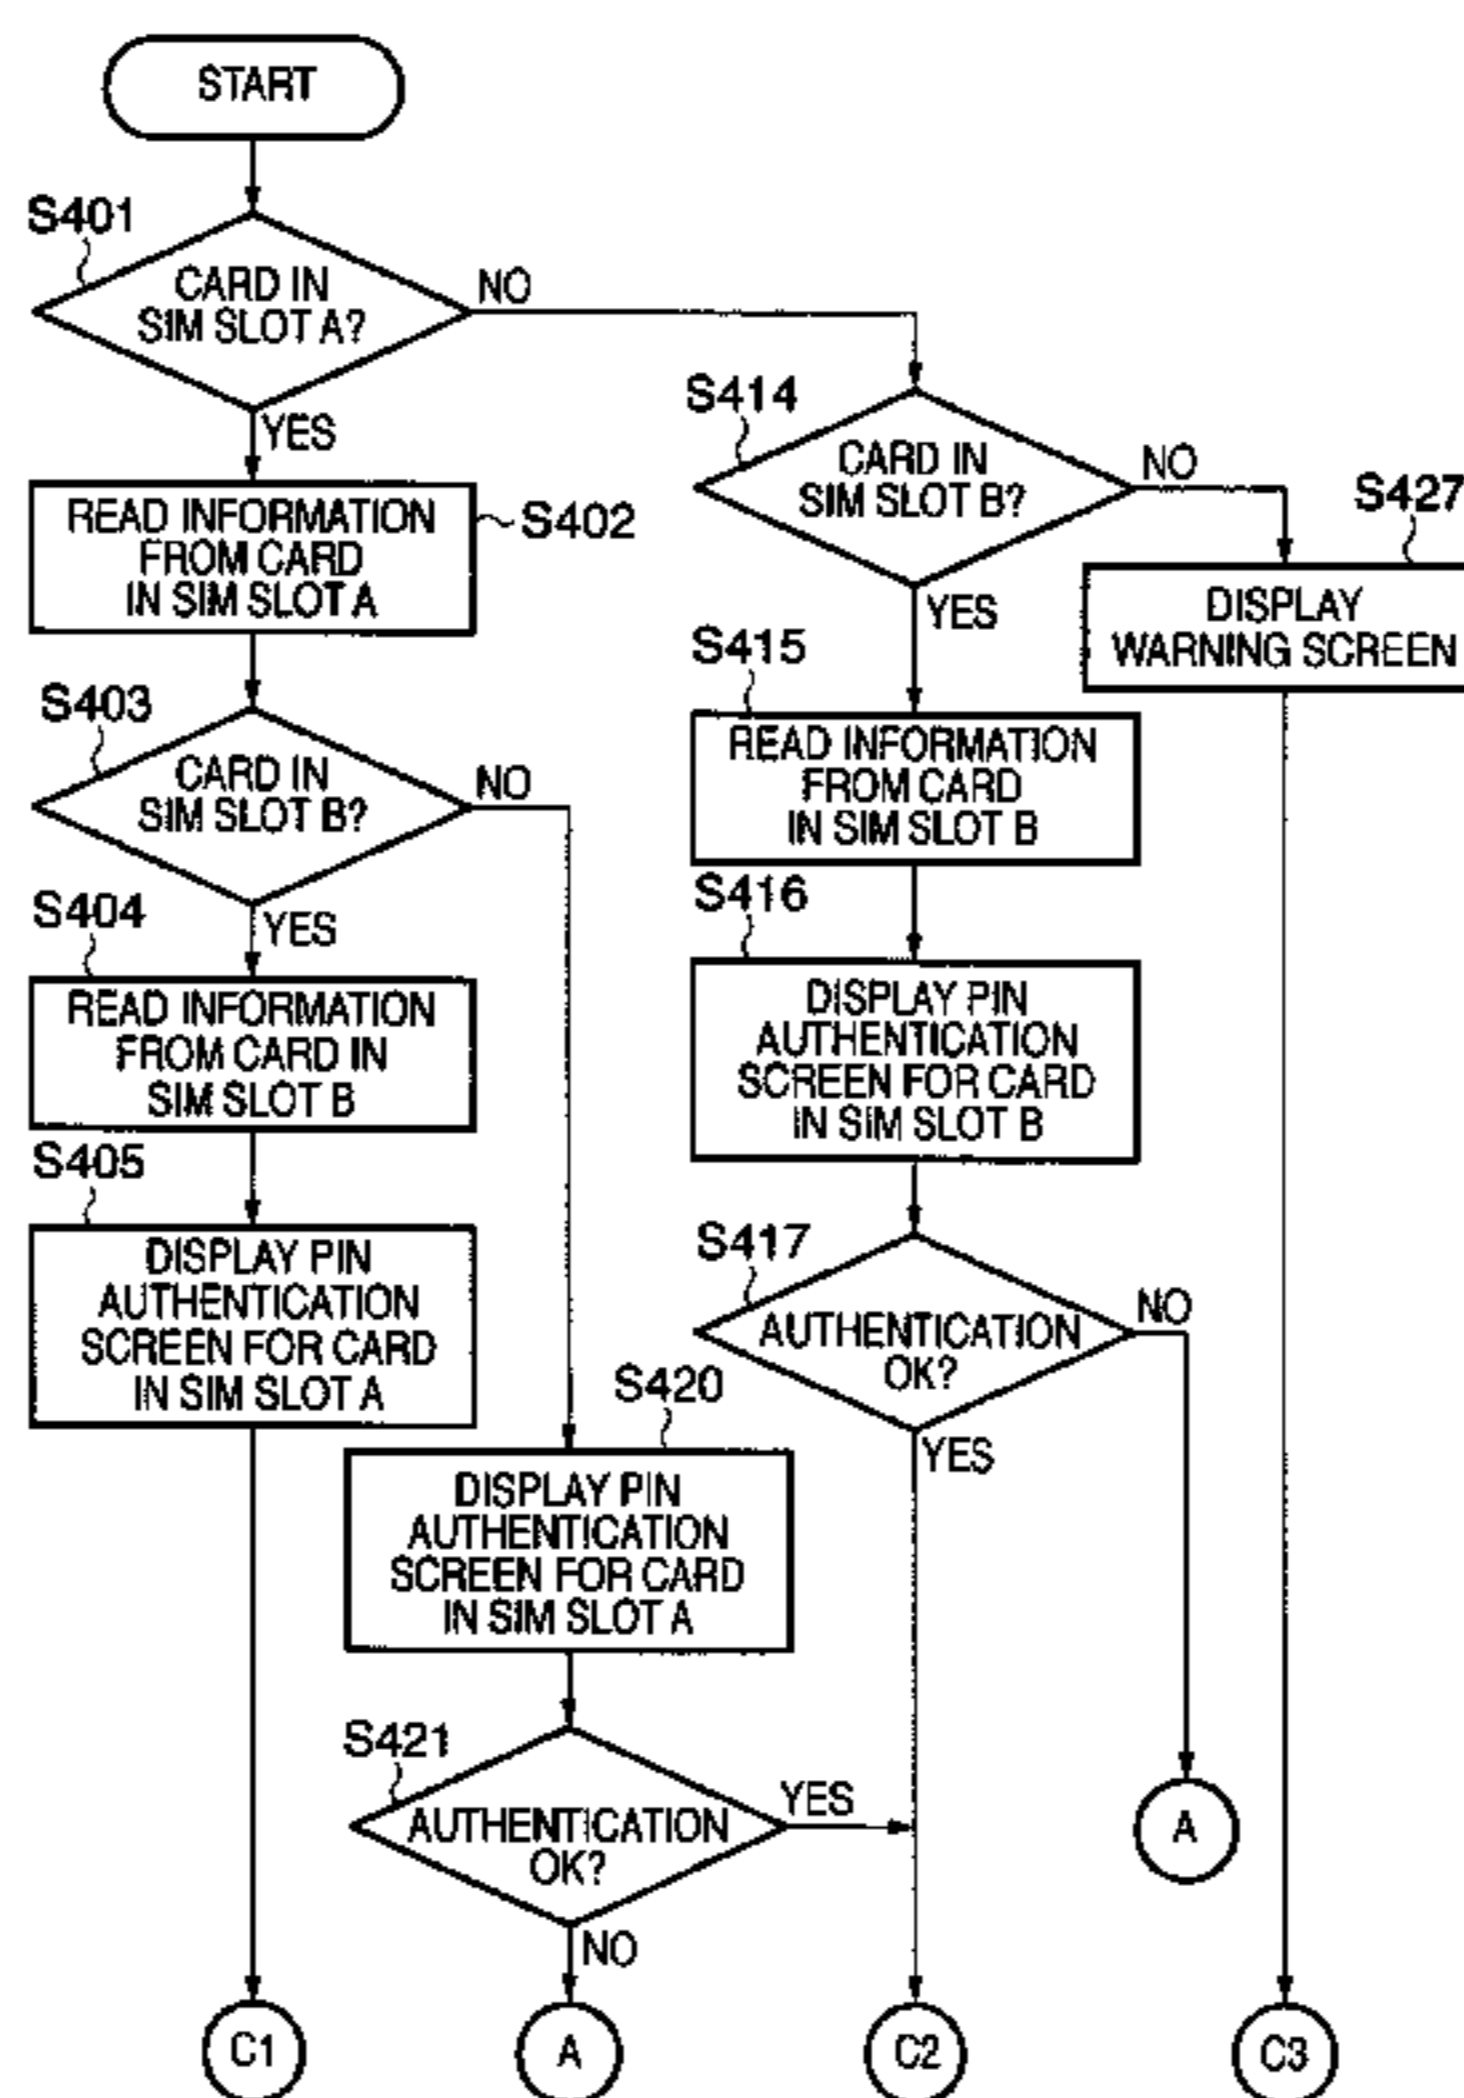 START
S401
CARD IN
SIM SLOT A?
NO
YES
S414
CARD IN
SIM SLOT B?
NO
YES
S427
DISPLAY
WARNING SCREEN
READ INFORMATION
FROM CARD
IN SIM SLOT A
S402
S403
CARD IN
SIM SLOT B?
NO
YES
S415
READ INFORMATION
FROM CARD
IN SIM SLOT B
S404
READ INFORMATION
FROM CARD IN
SIM SLOT B
S416
DISPLAY PIN
AUTHENTICATION
SCREEN FOR CARD
IN SIM SLOT B
S405
DISPLAY PIN
AUTHENTICATION
SCREEN FOR CARD
IN SIM SLOT A
S417
AUTHENTICATION
OK?
NO
YES
S420
DISPLAY PIN
AUTHENTICATION
SCREEN FOR CARD
IN SIM SLOT A
S421
AUTHENTICATION
OK?
YES
NO
A
C1
A
C2
C3